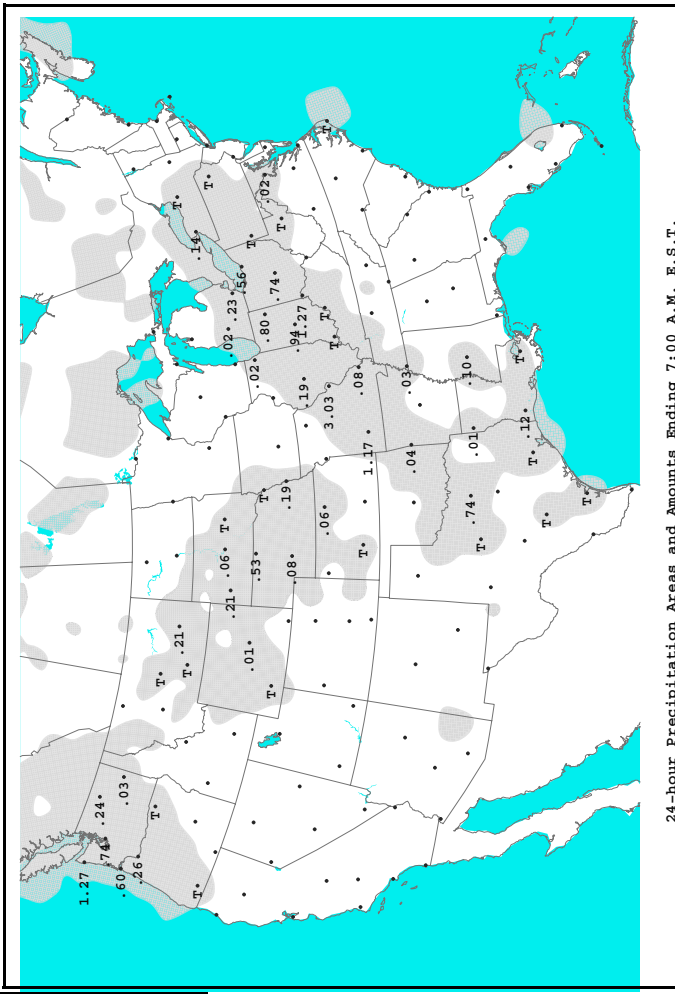 1.27
.24
.74
.60
.03
.26
T
T
T
.21
T
.14
T
T
.06
T
.02
.21
.23
.56
.01
T
.02
.53
T
.80
.02
T
.74
T
.19
.08
.94
1.27
.19
.06
T
T
3.03
T
.08
T
1.17
.03
.04
.10
.74
.01
T
T
.12
T
T
T
24-hour Precipitation Areas and Amounts Ending 7:00 A.M. E.S.T.